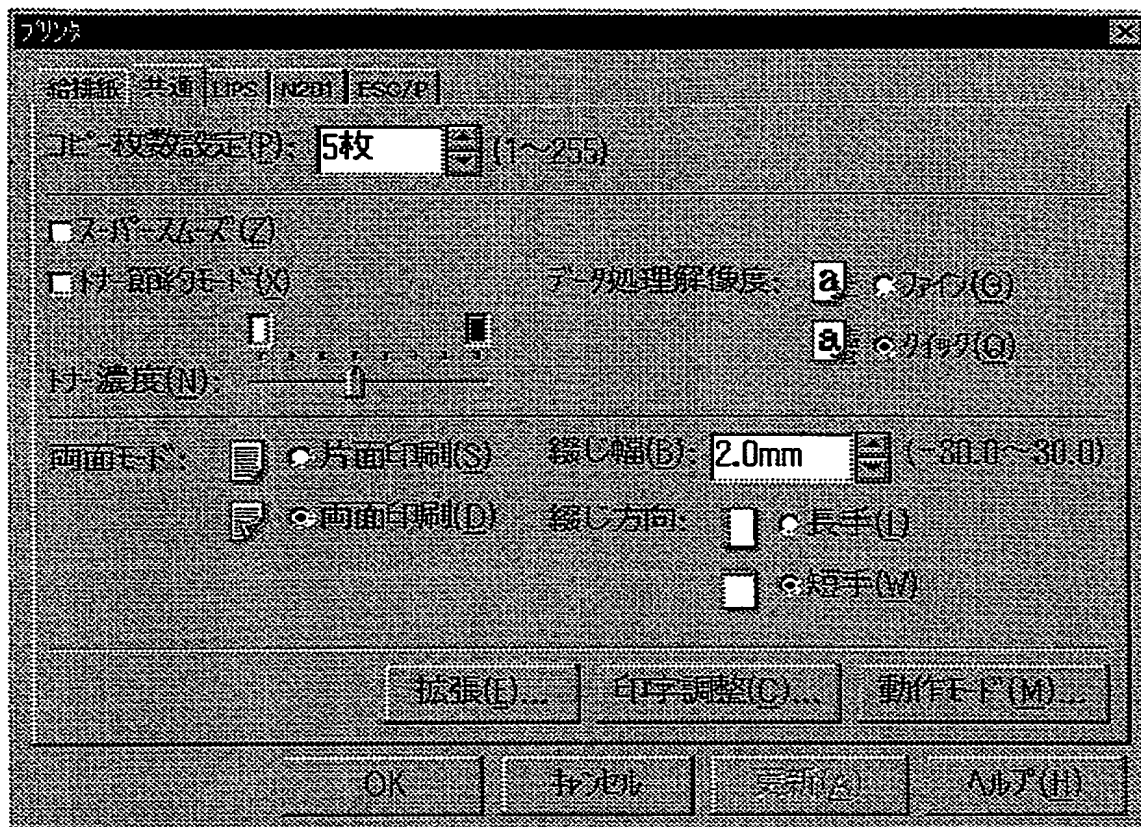 プリンタ
給排紙 共通 LIPS N201 ESC/P
コピー枚数設定(P): 5枚 (1～255)
スーパースムーズ(Z)
トナー節約モード(X) データ処理解像度: a ファイン(G)
a クイック(Q)
トナー濃度(N):
両面モード: 片面印刷(S) 綴じ幅(B): 2.0mm (-30.0～30.0)
両面印刷(D) 綴じ方向: 長手(L)
短手(W)
拡張(E)... 印字調整(C)... 動作モード(M)...
OK キャンセル 更新(A) ヘルプ(H)